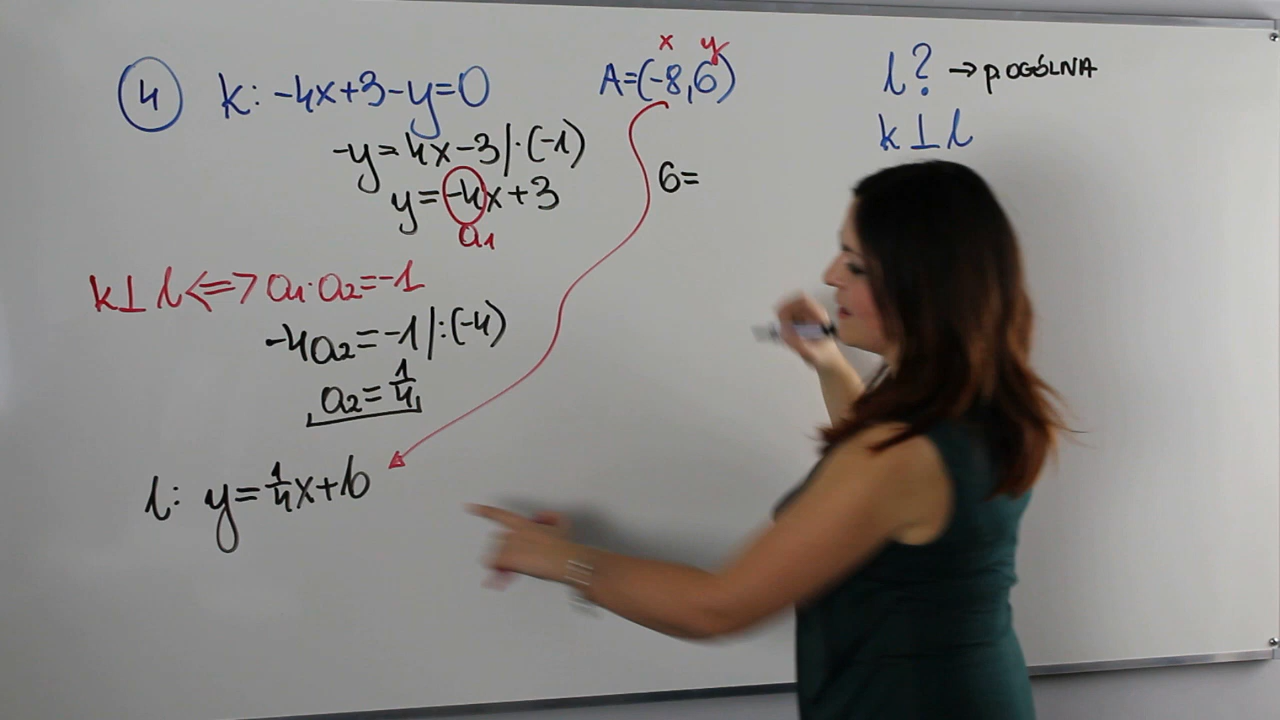 4 k: -4x+3-y=0
-y=4x-3|·(-1)
y=-4x+3
a₁
k⊥l<=>a₁·a₂=-1
-4a₂=-1|:(-4)
a₂=1/4
l: y=1/4x+b
x y
A=(-8,6)
6=
l? → p.OGÓLNA
k⊥l